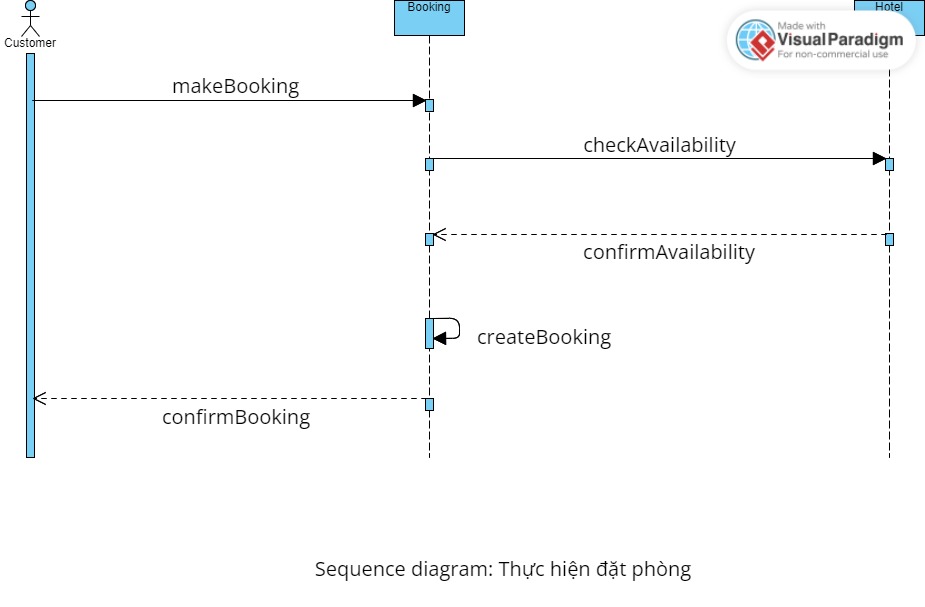 Booking
Hotel
Customer
Made with
Visual Paradigm
For non-commercial use
makeBooking
checkAvailability
confirmAvailability
createBooking
confirmBooking
Sequence diagram: Thực hiện đặt phòng